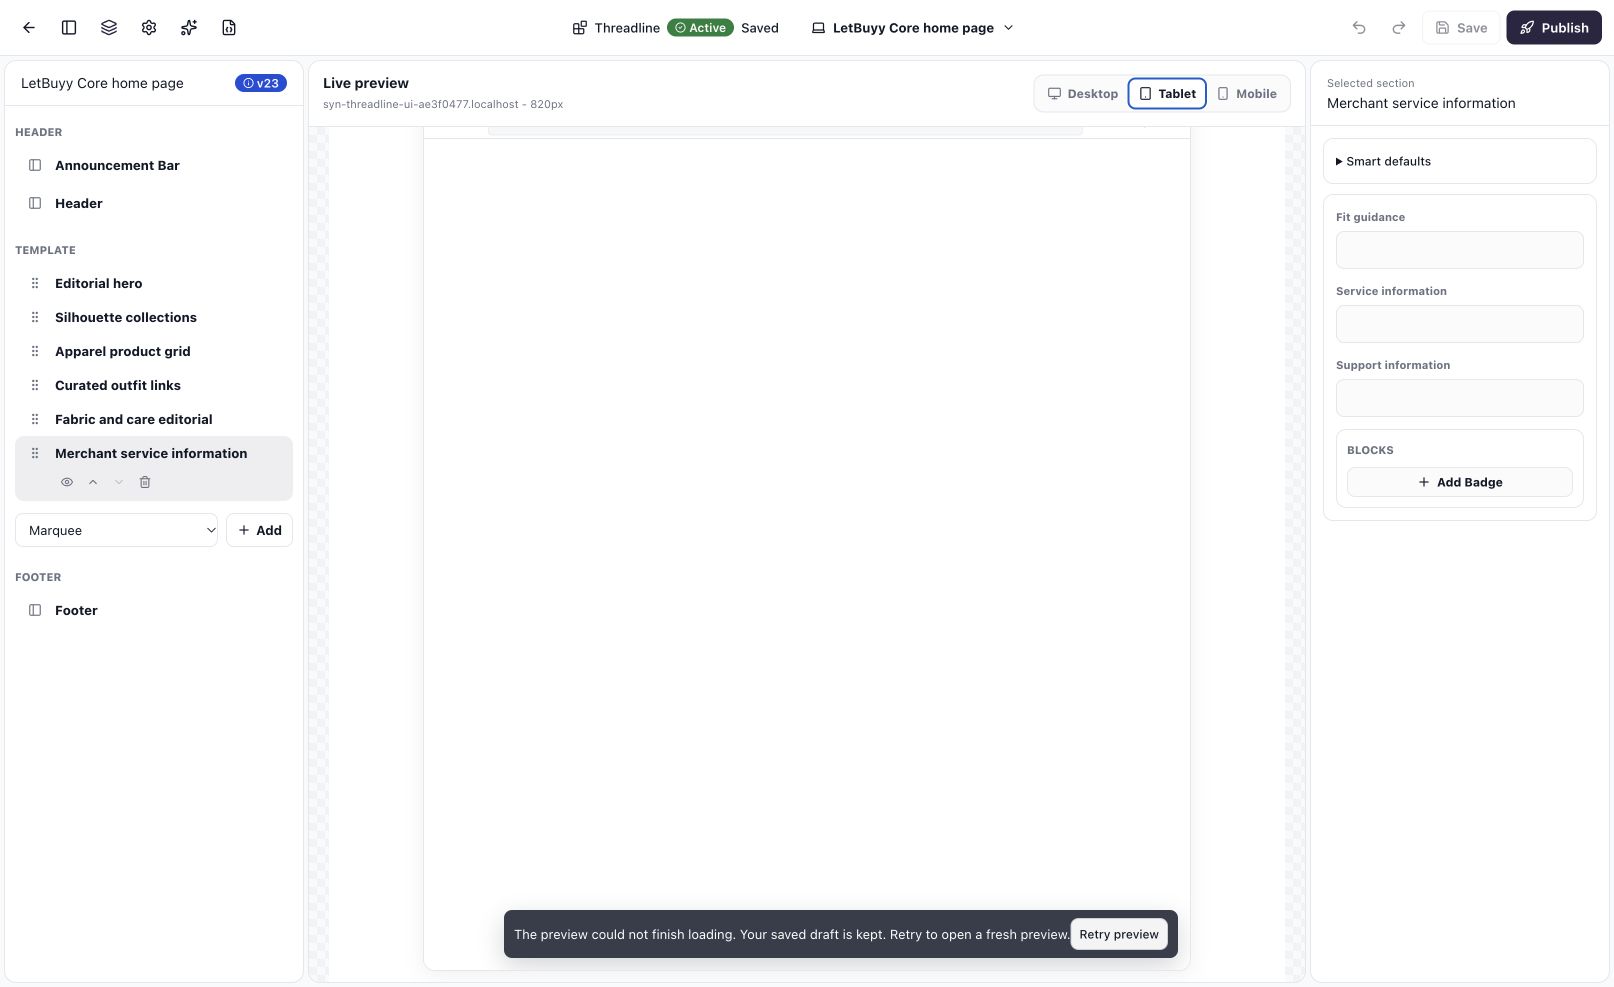 Threadline
Active
Saved
LetBuyy Core home page
Save
Publish
LetBuyy Core home page
v23
HEADER
Announcement Bar
Header
TEMPLATE
Editorial hero
Silhouette collections
Apparel product grid
Curated outfit links
Fabric and care editorial
Merchant service information
Marquee
Add
FOOTER
Footer
Live preview
syn-threadline-ui-ae3f0477.localhost - 820px
Desktop
Tablet
Mobile
The preview could not finish loading. Your saved draft is kept. Retry to open a fresh preview.
Retry preview
Selected section
Merchant service information
Smart defaults
Fit guidance
Service information
Support information
BLOCKS
Add Badge